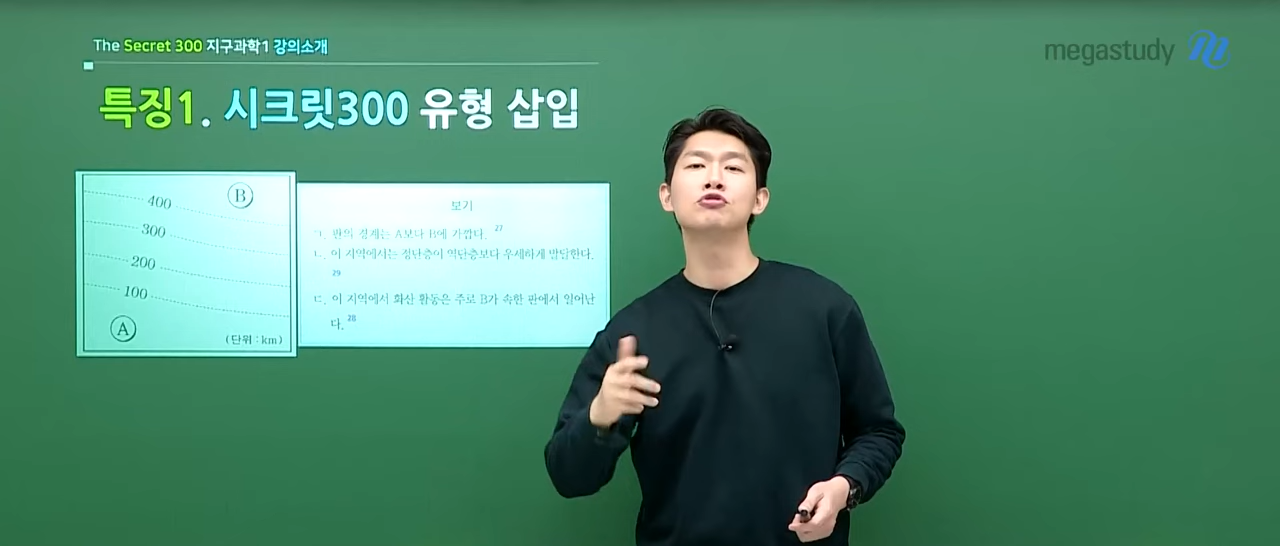 The Secret 300 지구과학1 강의소개
megastudy
특징1. 시크릿300 유형 삽입
B
400
300
200
100
A
(단위 : km)
보기
ㄱ. 판의 경계는 A보다 B에 가깝다. 27
ㄴ. 이 지역에서는 정단층이 역단층보다 우세하게 발달한다.
29
ㄷ. 이 지역에서 화산 활동은 주로 B가 속한 판에서 일어난
다. 28